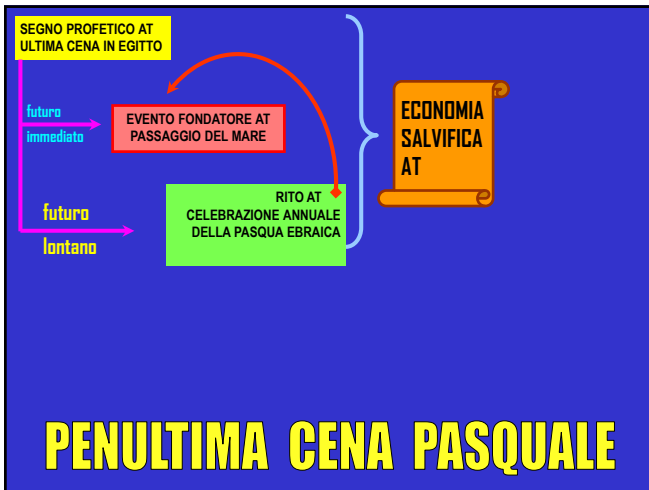 SEGNO PROFETICO AT
ULTIMA CENA IN EGITTO
futuro
immediato
EVENTO FONDATORE AT
PASSAGGIO DEL MARE
futuro
lontano
RITO AT
CELEBRAZIONE ANNUALE
DELLA PASQUA EBRAICA
ECONOMIA
SALVIFICA
AT
PENULTIMA CENA PASQUALE